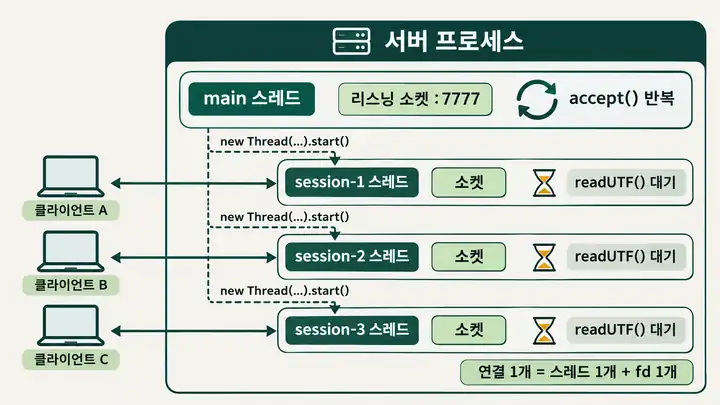 서버 프로세스
main 스레드
리스닝 소켓 : 7777
accept() 반복
new Thread(...).start()
클라이언트 A
session-1 스레드
소켓
readUTF() 대기
new Thread(...).start()
클라이언트 B
session-2 스레드
소켓
readUTF() 대기
new Thread(...).start()
클라이언트 C
session-3 스레드
소켓
readUTF() 대기
연결 1개 = 스레드 1개 + fd 1개